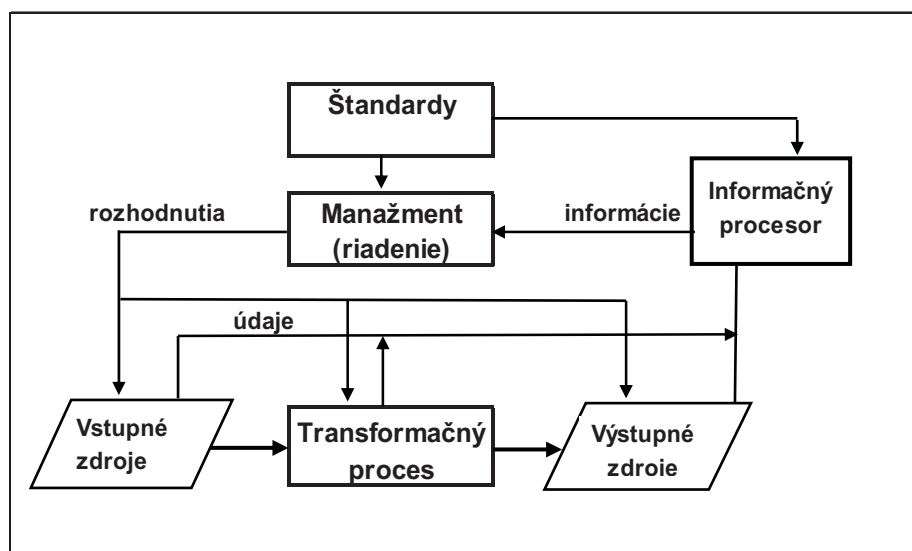 Štandardy
rozhodnutia
Manažment
(riadenie)
informácie
Informačný
procesor
údaje
Vstupné
zdroje
Transformačný
proces
Výstupné
zdroie